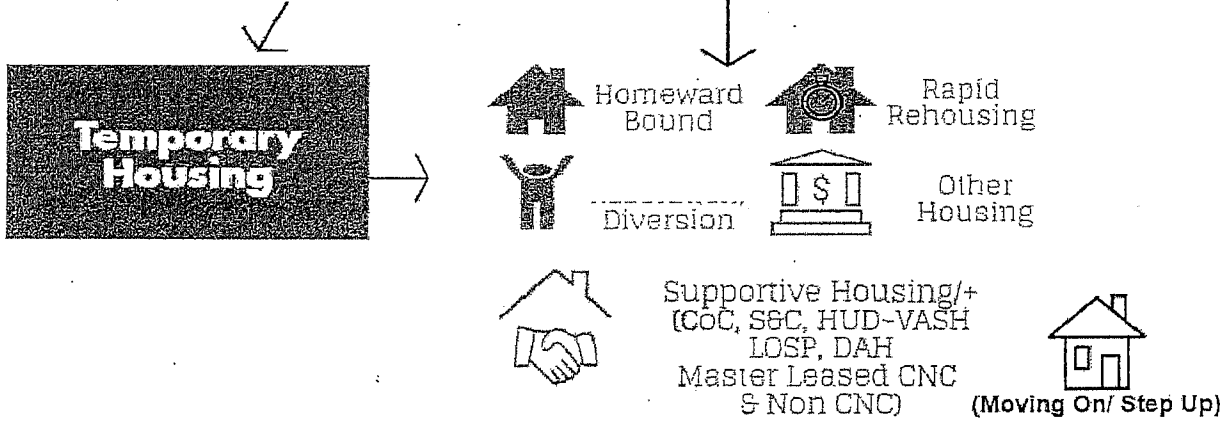 Temporary
Housing
Homeward
Bound
Rapid
Rehousing
$
Diversion
Other
Housing
Supportive Housing/+
(CoC, S&C, HUD-VASH
LOSP, DAH
Master Leased CNC
& Non CNC)
(Moving On/ Step Up)